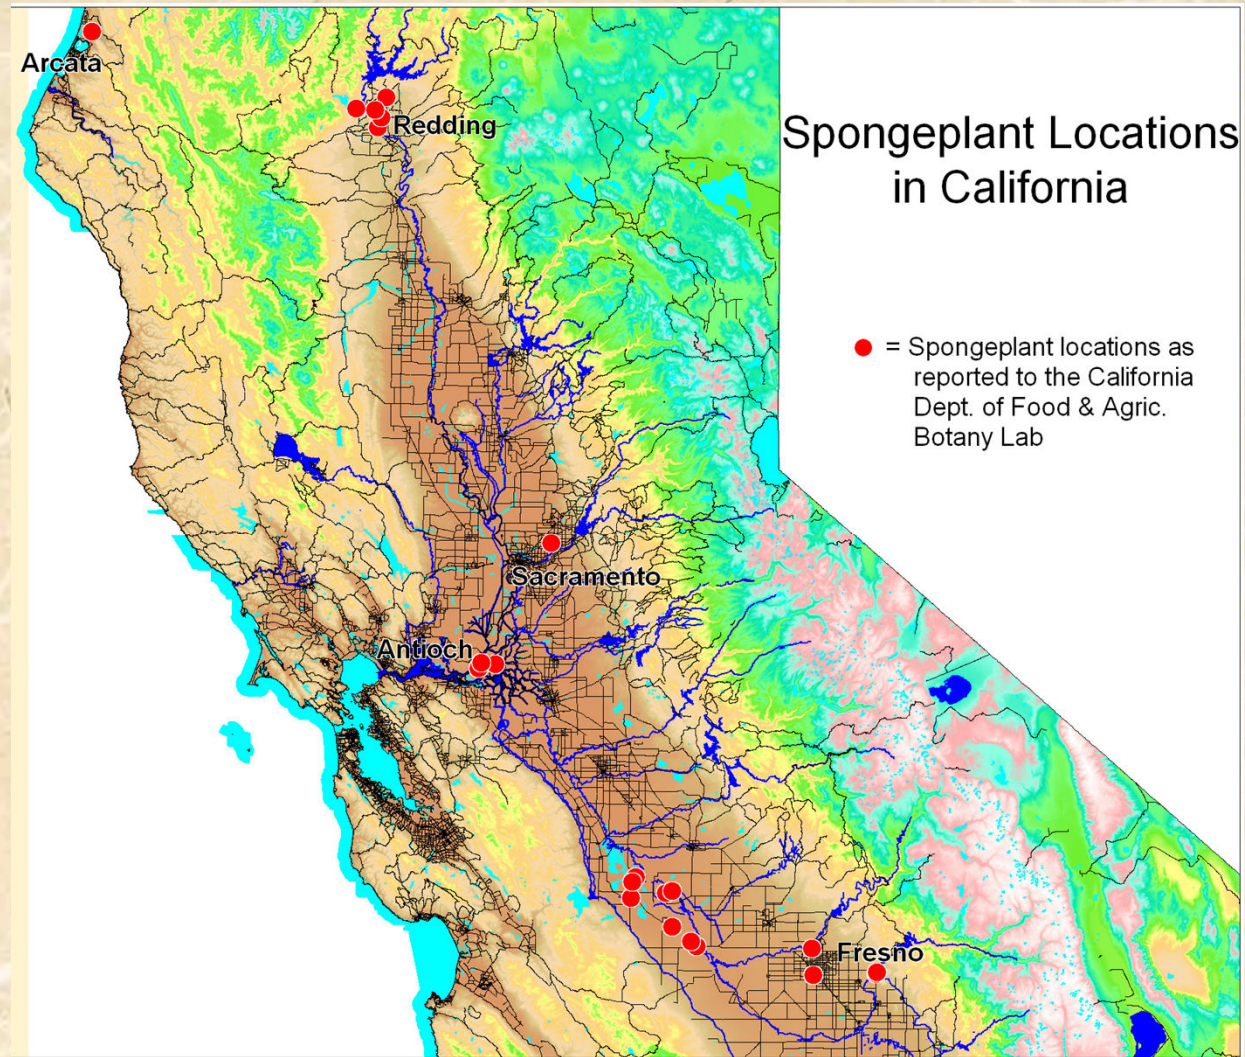 Spongeplant Locations
in California
= Spongeplant locations as
reported to the California
Dept. of Food & Agric.
Botany Lab
Arcata
Redding
Sacramento
Antioch
Fresno